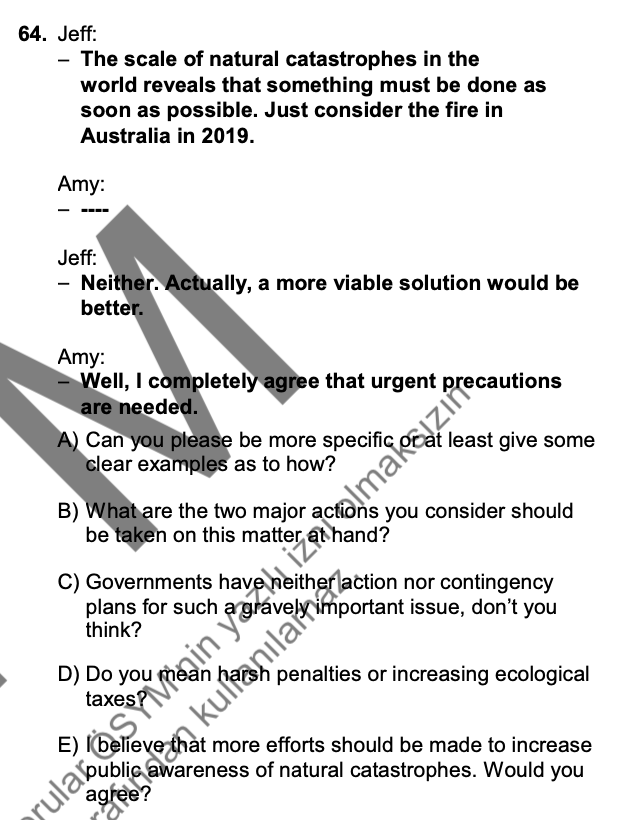 64. Jeff:
– The scale of natural catastrophes in the
world reveals that something must be done as
soon as possible. Just consider the fire in
Australia in 2019.
Amy:
– ----
Jeff:
– Neither. Actually, a more viable solution would be
better.
Amy:
– Well, I completely agree that urgent precautions
are needed.
A) Can you please be more specific or at least give some
clear examples as to how?
B) What are the two major actions you consider should
be taken on this matter at hand?
C) Governments have neither action nor contingency
plans for such a gravely important issue, don’t you
think?
D) Do you mean harsh penalties or increasing ecological
taxes?
E) I believe that more efforts should be made to increase
public awareness of natural catastrophes. Would you
agree?
M
ÖSYM'nin yazılı izni olmaksızın
kullanılamaz.